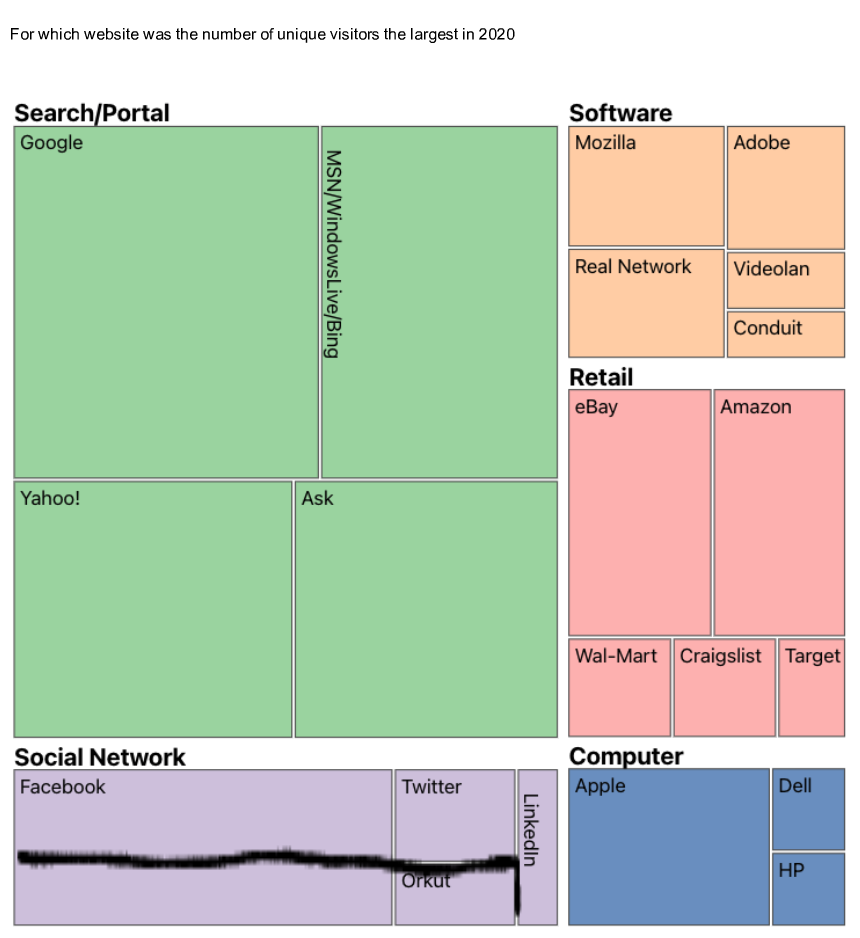 For which website was the number of unique visitors the largest in 2020
Search/Portal
Google
MSN/WindowsLive/Bing
Yahoo!
Ask
Social Network
Facebook
Twitter
Orkut
LinkedIn
Software
Mozilla
Adobe
Real Network
Videolan
Conduit
Retail
eBay
Amazon
Wal-Mart
Craigslist
Target
Computer
Apple
Dell
HP